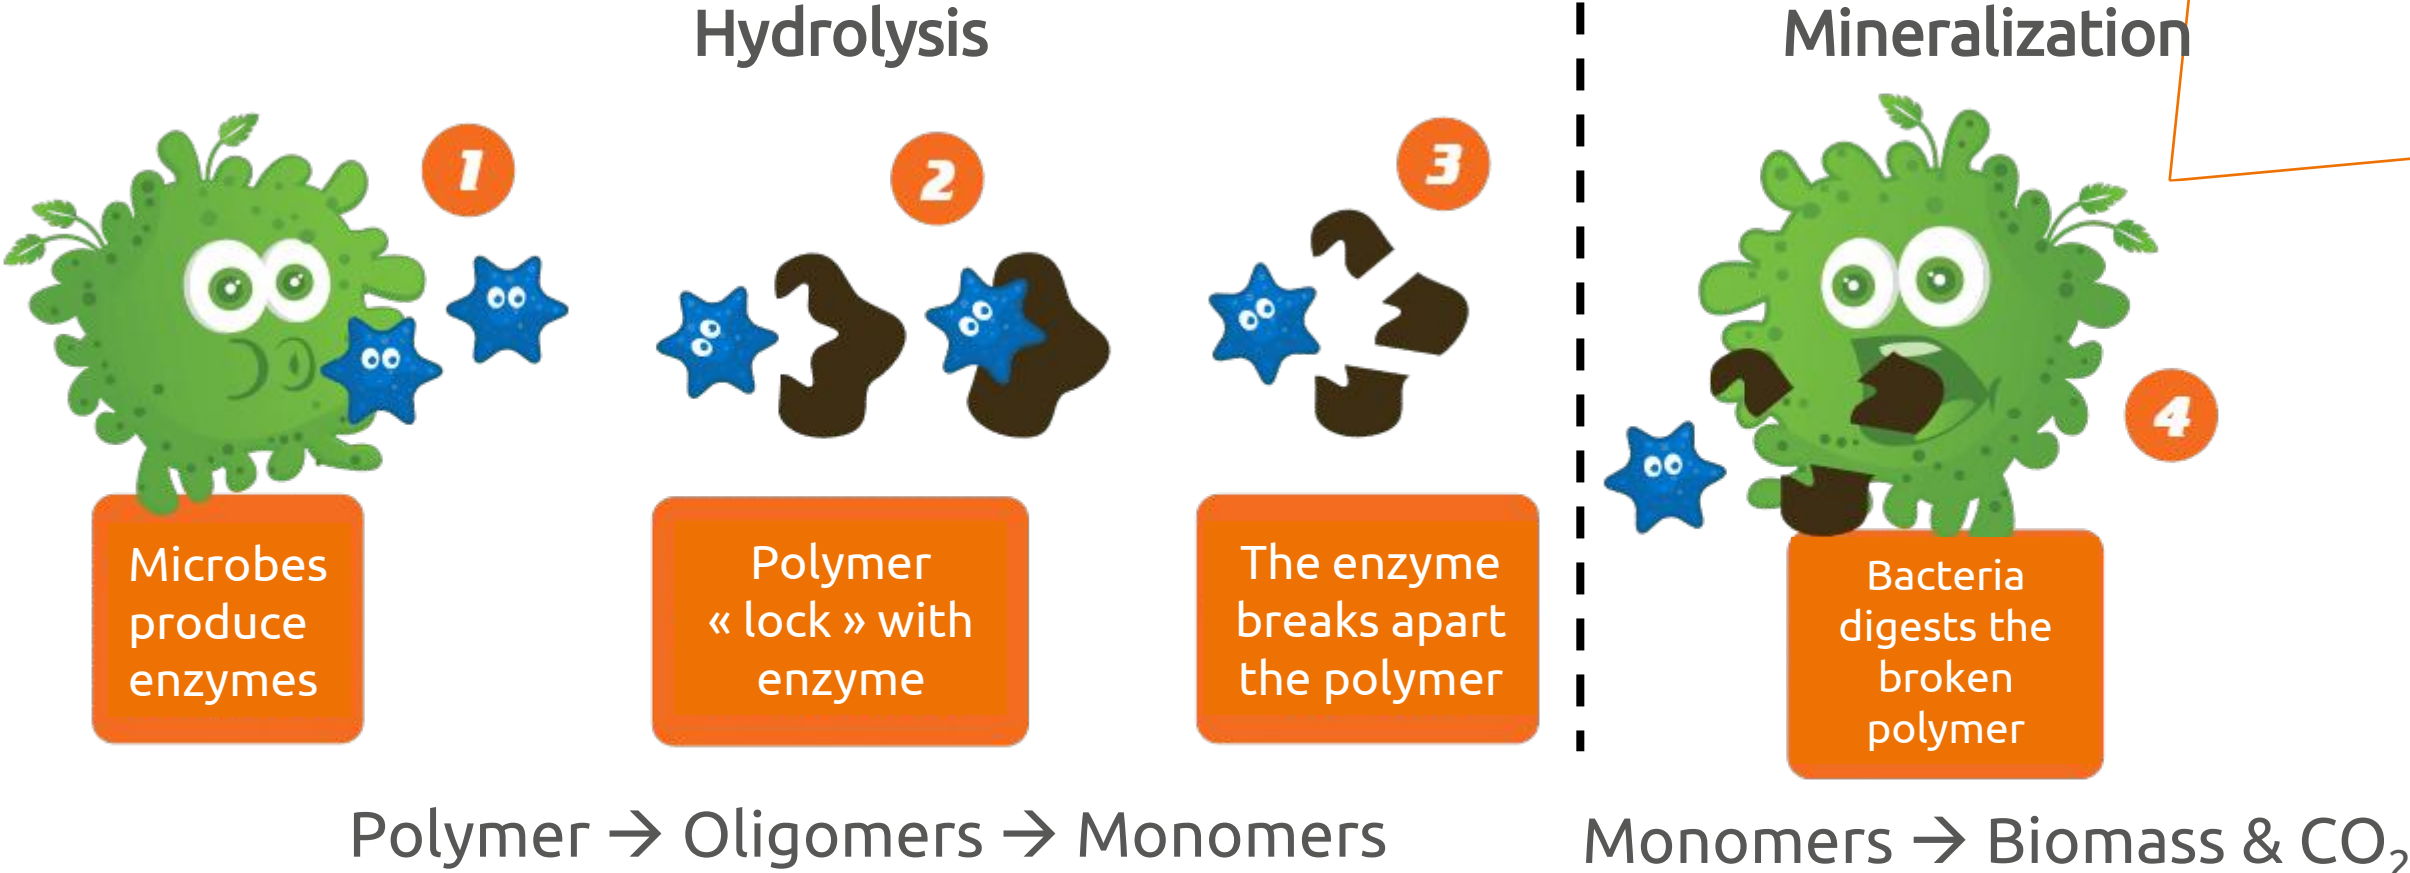 Hydrolysis
Mineralization
1
2
3
4
Microbes
produce
enzymes
Polymer
« lock » with
enzyme
The enzyme
breaks apart
the polymer
Bacteria
digests the
broken
polymer
Polymer → Oligomers → Monomers
Monomers → Biomass & CO₂